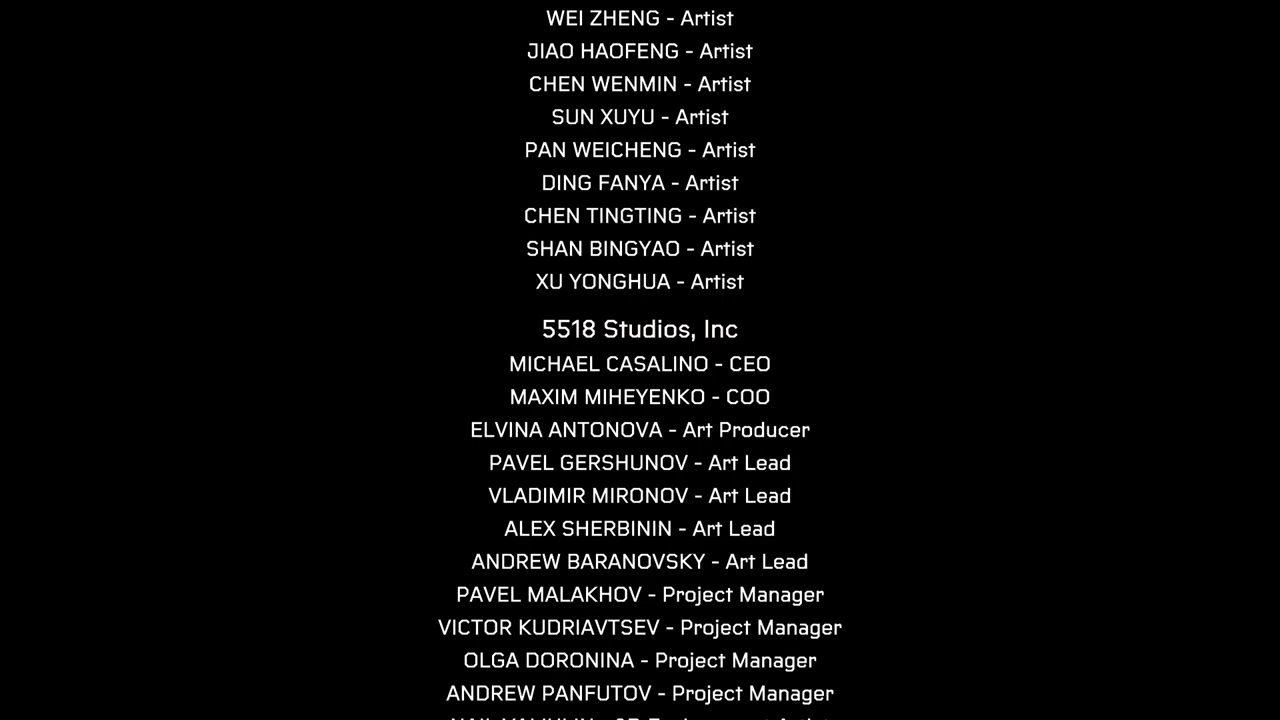 WEI ZHENG - Artist
JIAO HAOFENG - Artist
CHEN WENMIN - Artist
SUN XUYU - Artist
PAN WEICHENG - Artist
DING FANYA - Artist
CHEN TINGTING - Artist
SHAN BINGYAO - Artist
XU YONGHUA - Artist
5518 Studios, Inc
MICHAEL CASALINO - CEO
MAXIM MIHEYENKO - COO
ELVINA ANTONOVA - Art Producer
PAVEL GERSHUNOV - Art Lead
VLADIMIR MIRONOV - Art Lead
ALEX SHERBININ - Art Lead
ANDREW BARANOVSKY - Art Lead
PAVEL MALAKHOV - Project Manager
VICTOR KUDRIAVTSEV - Project Manager
OLGA DORONINA - Project Manager
ANDREW PANFUTOV - Project Manager